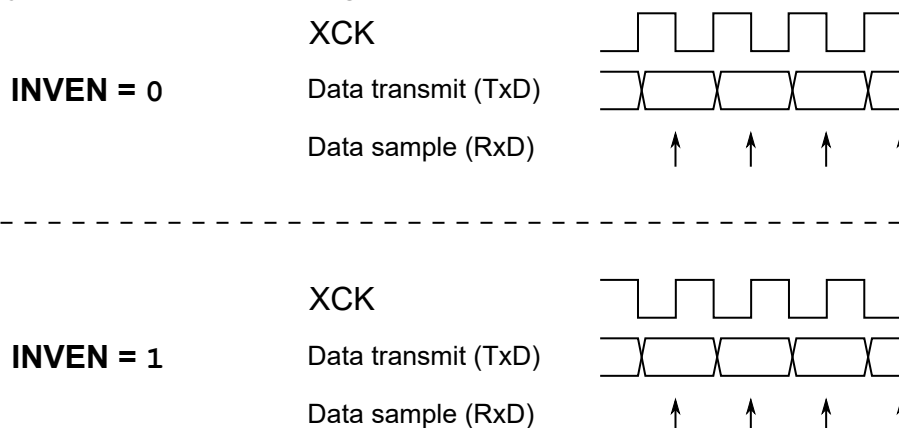 XCK
INVEN = 0 Data transmit (TxD)
Data sample (RxD)
XCK
INVEN = 1 Data transmit (TxD)
Data sample (RxD)